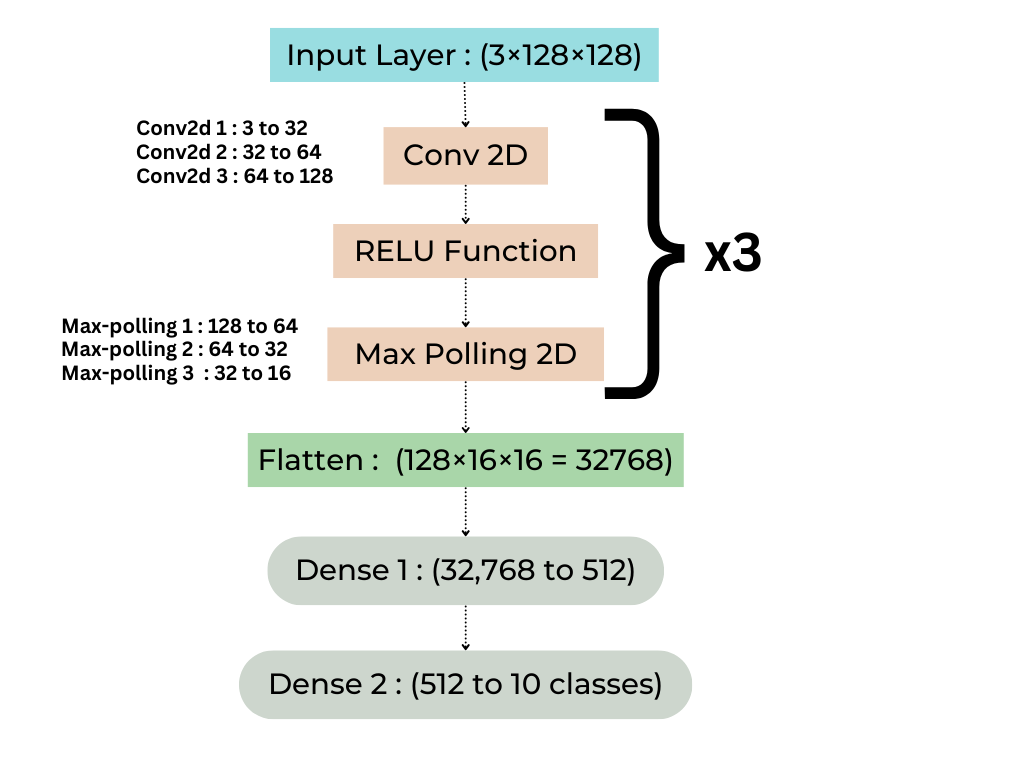 Input Layer : (3×128×128)
Conv2d 1 : 3 to 32
Conv2d 2 : 32 to 64
Conv2d 3 : 64 to 128
Conv 2D
RELU Function
x3
Max-polling 1 : 128 to 64
Max-polling 2 : 64 to 32
Max-polling 3  : 32 to 16
Max Polling 2D
Flatten :  (128×16×16 = 32768)
Dense 1 : (32,768 to 512)
Dense 2 : (512 to 10 classes)